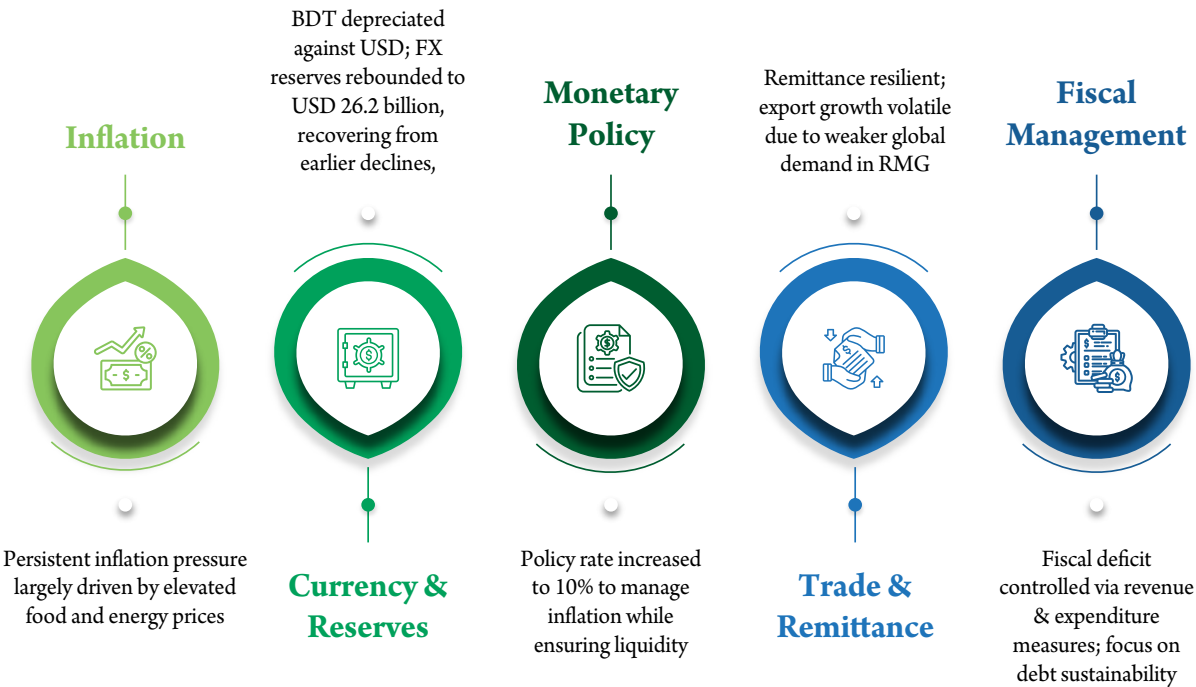 Inflation
Persistent inflation pressure
largely driven by elevated
food and energy prices
BDT depreciated
against USD; FX
reserves rebounded to
USD 26.2 billion,
recovering from
earlier declines,
Currency &
Reserves
Monetary
Policy
Policy rate increased
to 10% to manage
inflation while
ensuring liquidity
Remittance resilient;
export growth volatile
due to weaker global
demand in RMG
Trade &
Remittance
Fiscal
Management
Fiscal deficit
controlled via revenue
& expenditure
measures; focus on
debt sustainability